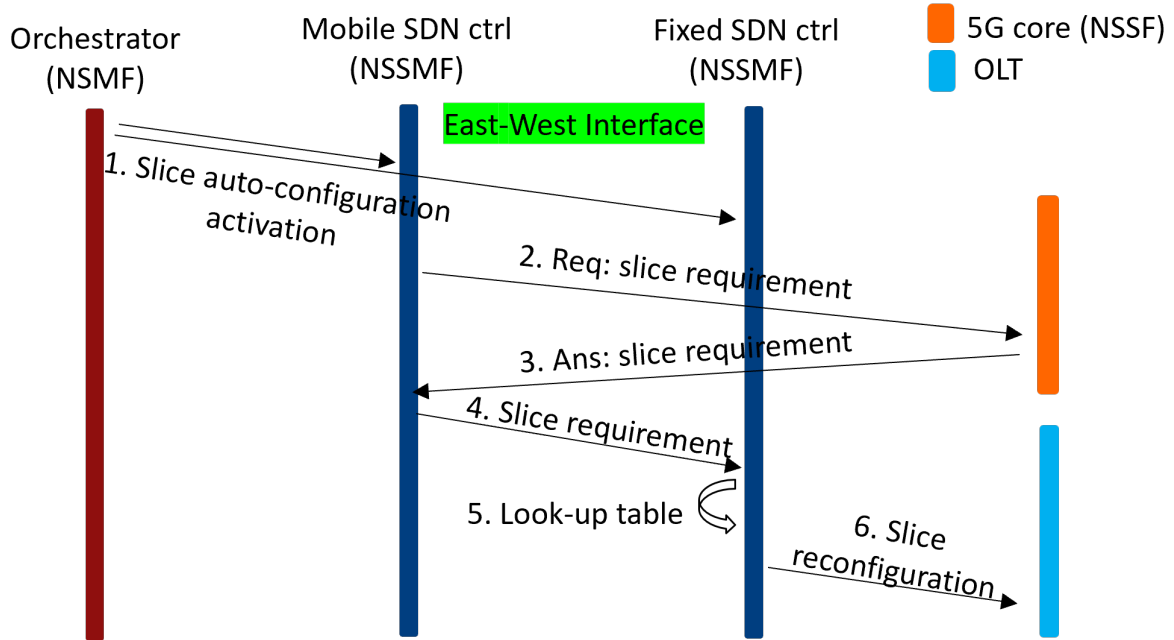 Orchestrator
(NSMF)
Mobile SDN ctrl
(NSSMF)
Fixed SDN ctrl
(NSSMF)
5G core (NSSF)
OLT
East-West Interface
1. Slice auto-configuration
activation
2. Req: slice requirement
3. Ans: slice requirement
4. Slice requirement
5. Look-up table
6. Slice
reconfiguration